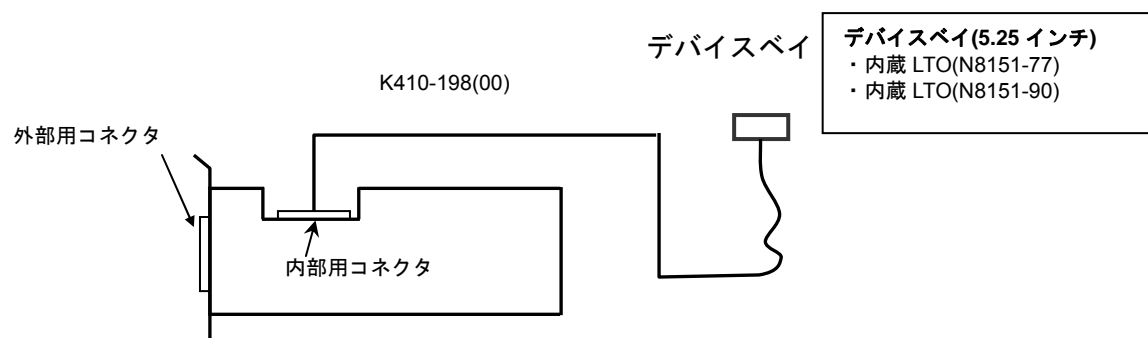 デバイスベイ
デバイスベイ(5.25 インチ)
・内蔵 LTO(N8151-77)
・内蔵 LTO(N8151-90)
K410-198(00)
外部用コネクタ
内部用コネクタ